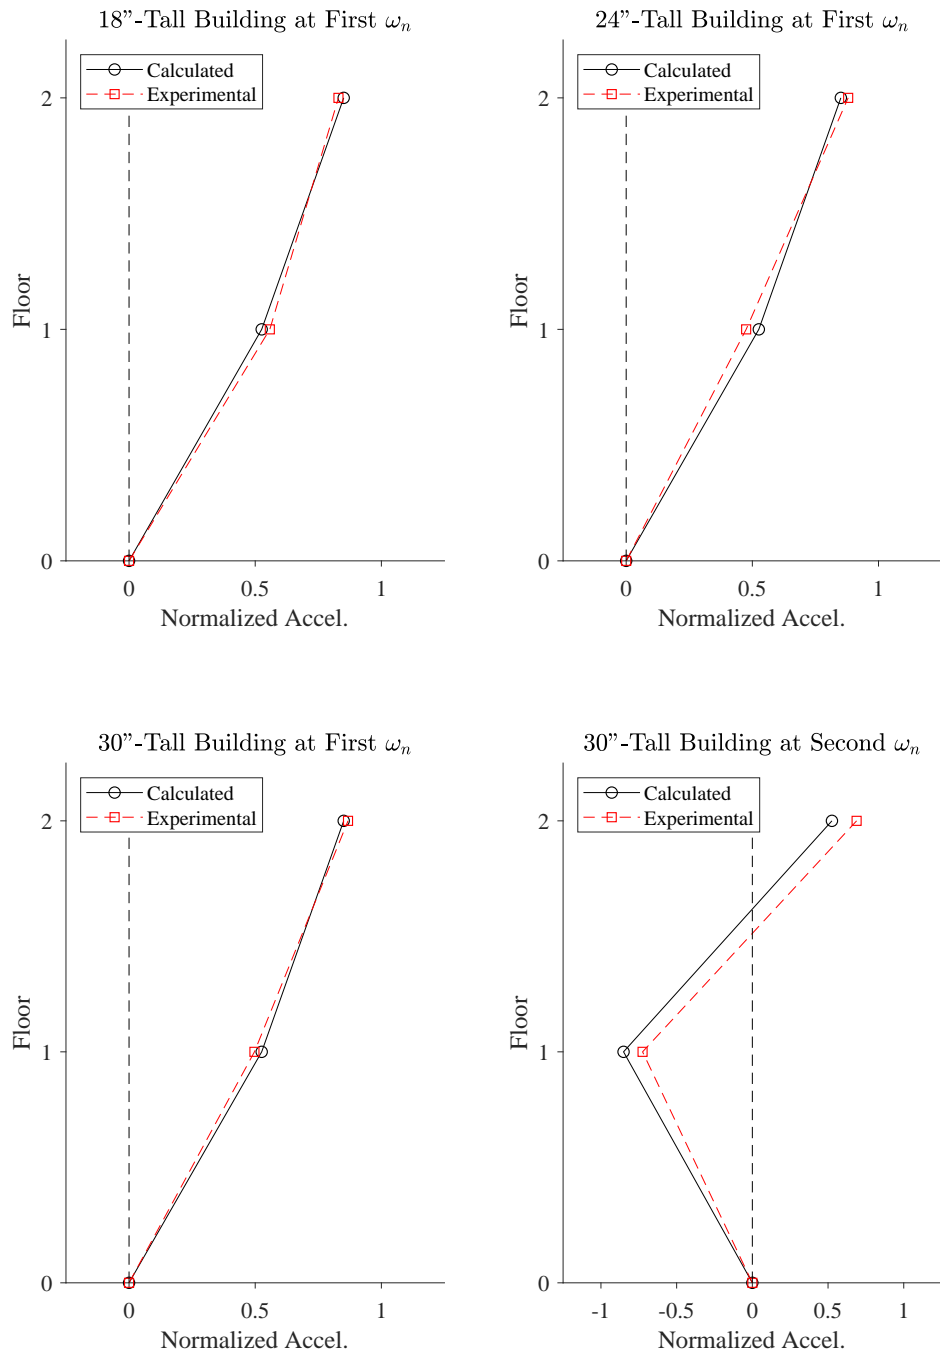 18”-Tall Building at First ωn
Calculated
Experimental
2
1
0
Floor
0 0.5 1
Normalized Accel.
24”-Tall Building at First ωn
Calculated
Experimental
2
1
0
Floor
0 0.5 1
Normalized Accel.
30”-Tall Building at First ωn
Calculated
Experimental
2
1
0
Floor
0 0.5 1
Normalized Accel.
30”-Tall Building at Second ωn
Calculated
Experimental
2
1
0
Floor
-1 -0.5 0 0.5 1
Normalized Accel.